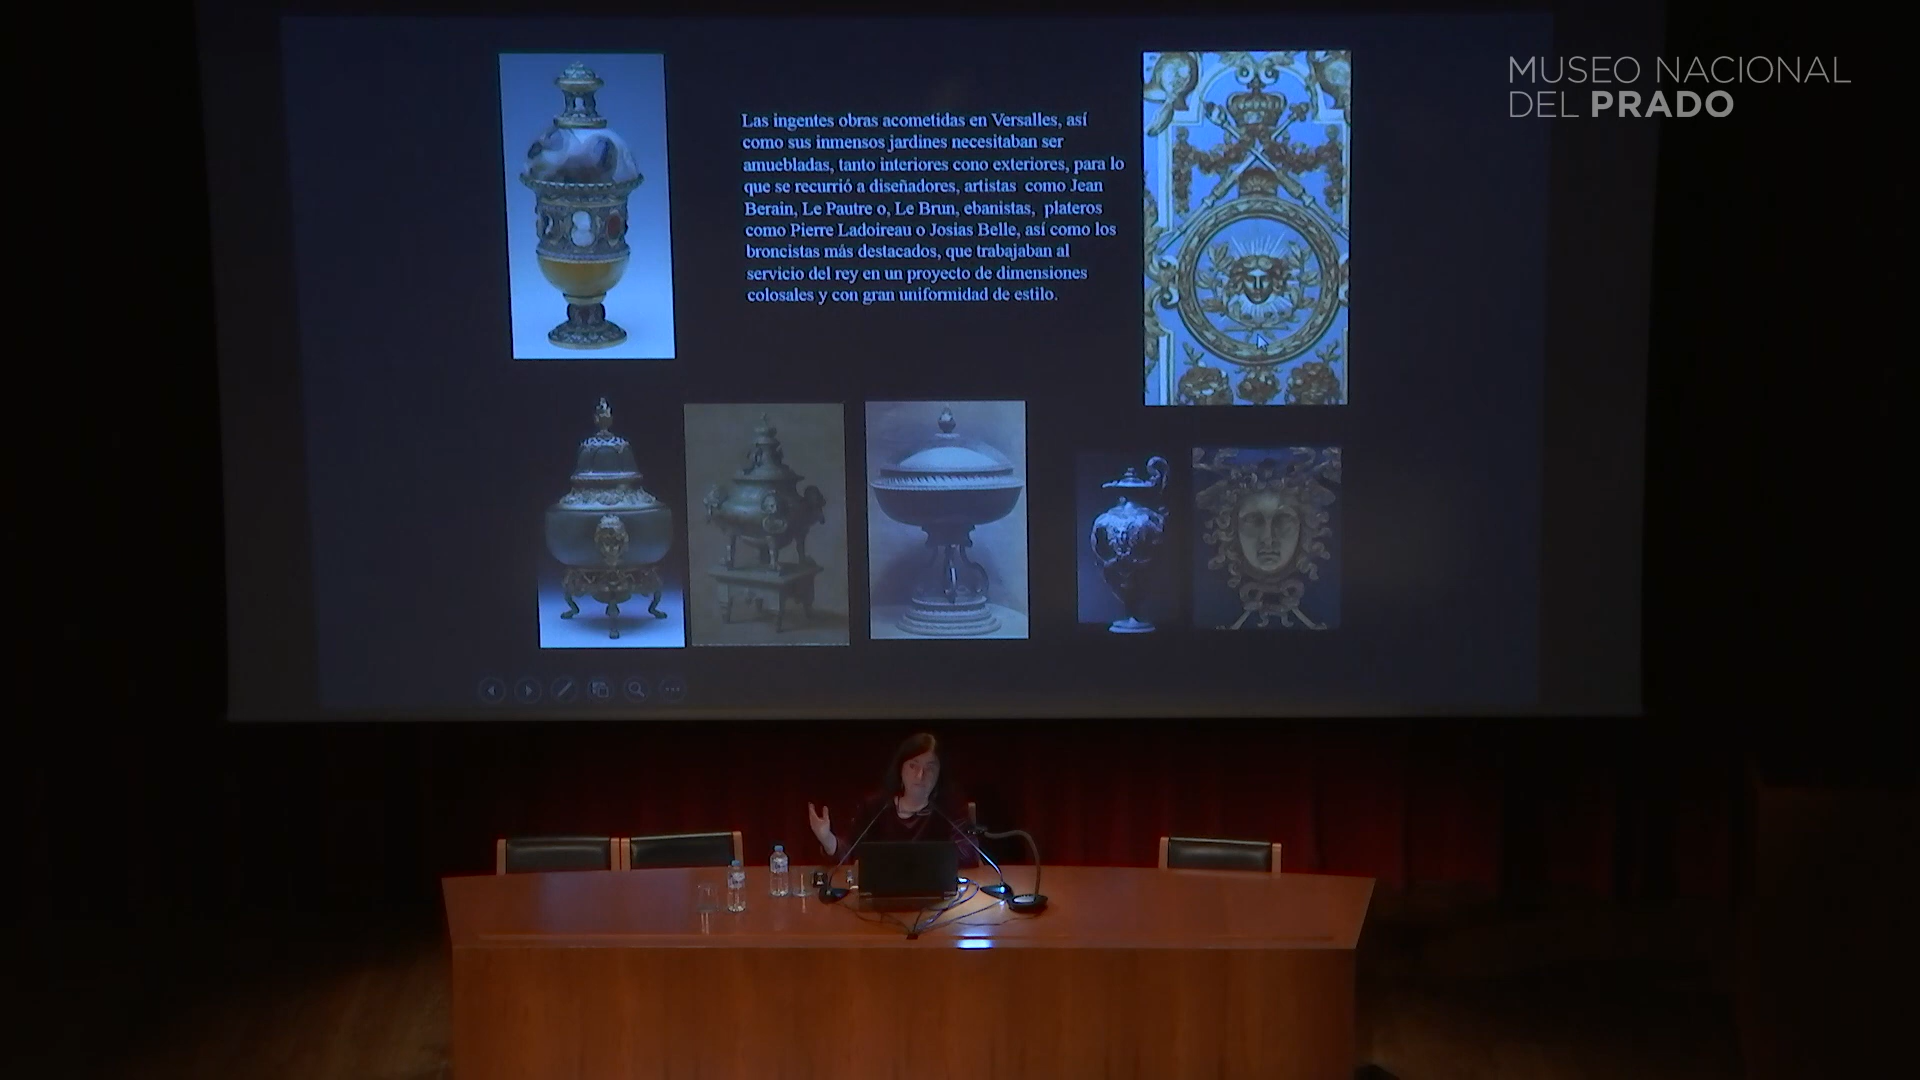 MUSEO NACIONAL
DEL PRADO
Las ingentes obras acometidas en Versalles, así
como sus inmensos jardines necesitaban ser
amuebladas, tanto interiores cono exteriores, para lo
que se recurrió a diseñadores, artistas como Jean
Berain, Le Pautre o, Le Brun, ebanistas, plateros
como Pierre Ladoireau o Josias Belle, así como los
broncistas más destacados, que trabajaban al
servicio del rey en un proyecto de dimensiones
colosales y con gran uniformidad de estilo.